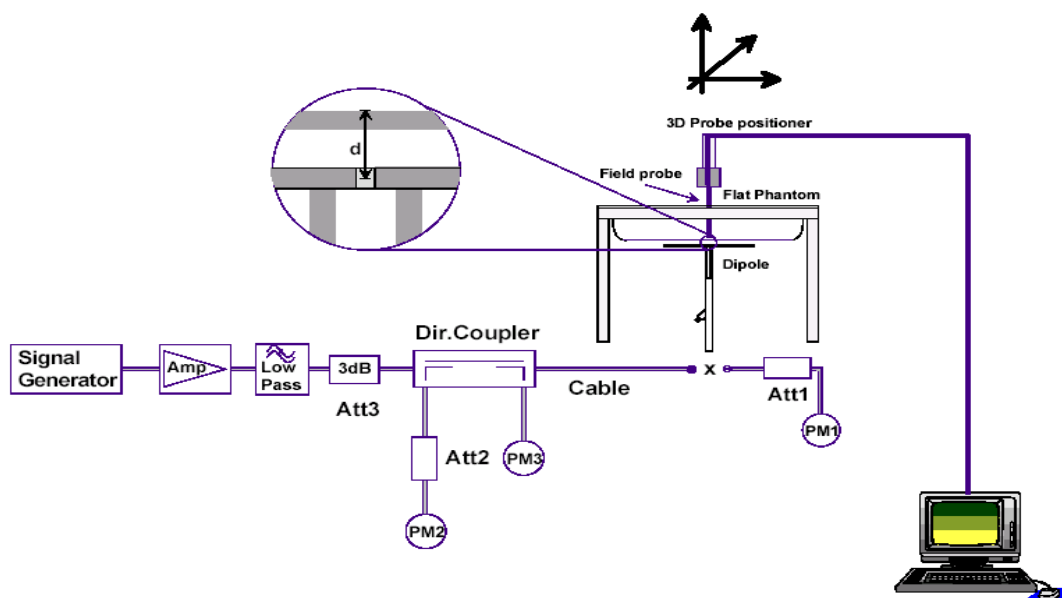 3D Probe positioner
d
Field probe
Flat Phantom
Dipole
Dir.Coupler
Signal
Generator
Amp
Low
Pass
3dB
Att3
Cable
x
Att1
PM1
Att2
PM3
PM2